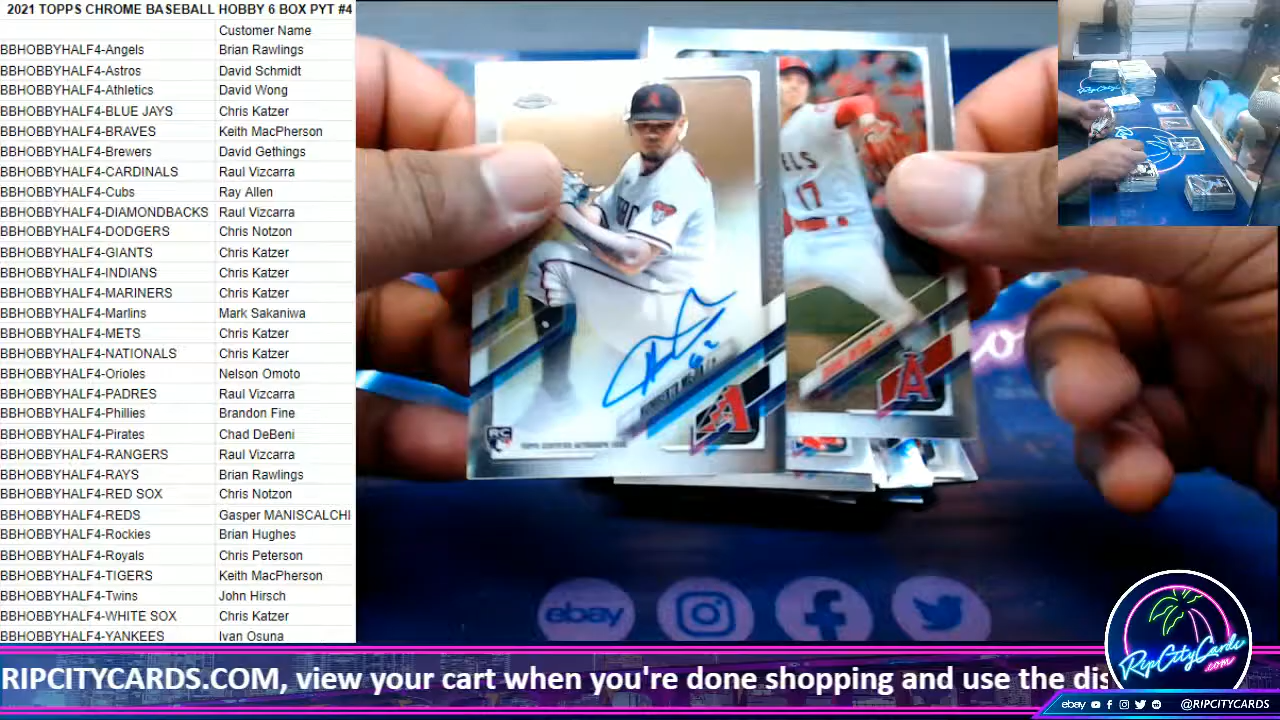 2021 TOPPS CHROME BASEBALL HOBBY 6 BOX PYT #4
Customer Name
BBHOBBYHALF4-Angels Brian Rawlings
BBHOBBYHALF4-Astros David Schmidt
BBHOBBYHALF4-Athletics David Wong
BBHOBBYHALF4-BLUE JAYS Chris Katzer
BBHOBBYHALF4-BRAVES Keith MacPherson
BBHOBBYHALF4-Brewers David Gethings
BBHOBBYHALF4-CARDINALS Raul Vizcarra
BBHOBBYHALF4-Cubs Ray Allen
BBHOBBYHALF4-DIAMONDBACKS Raul Vizcarra
BBHOBBYHALF4-DODGERS Chris Notzon
BBHOBBYHALF4-GIANTS Chris Katzer
BBHOBBYHALF4-INDIANS Chris Katzer
BBHOBBYHALF4-MARINERS Chris Katzer
BBHOBBYHALF4-Marlins Mark Sakaniwa
BBHOBBYHALF4-METS Chris Katzer
BBHOBBYHALF4-NATIONALS Chris Katzer
BBHOBBYHALF4-Orioles Nelson Omoto
BBHOBBYHALF4-PADRES Raul Vizcarra
BBHOBBYHALF4-Phillies Brandon Fine
BBHOBBYHALF4-Pirates Chad DeBeni
BBHOBBYHALF4-RANGERS Raul Vizcarra
BBHOBBYHALF4-RAYS Brian Rawlings
BBHOBBYHALF4-RED SOX Chris Notzon
BBHOBBYHALF4-REDS Gasper MANISCALCHI
BBHOBBYHALF4-Rockies Brian Hughes
BBHOBBYHALF4-Royals Chris Peterson
BBHOBBYHALF4-TIGERS Keith MacPherson
BBHOBBYHALF4-Twins John Hirsch
BBHOBBYHALF4-WHITE SOX Chris Katzer
BBHOBBYHALF4-YANKEES Ivan Osuna
ELS
17
A
RC
A
ebay
RipCityCards
.com
RIPCITYCARDS.COM, view your cart when you're done shopping and use the dis
ebay @RIPCITYCARDS